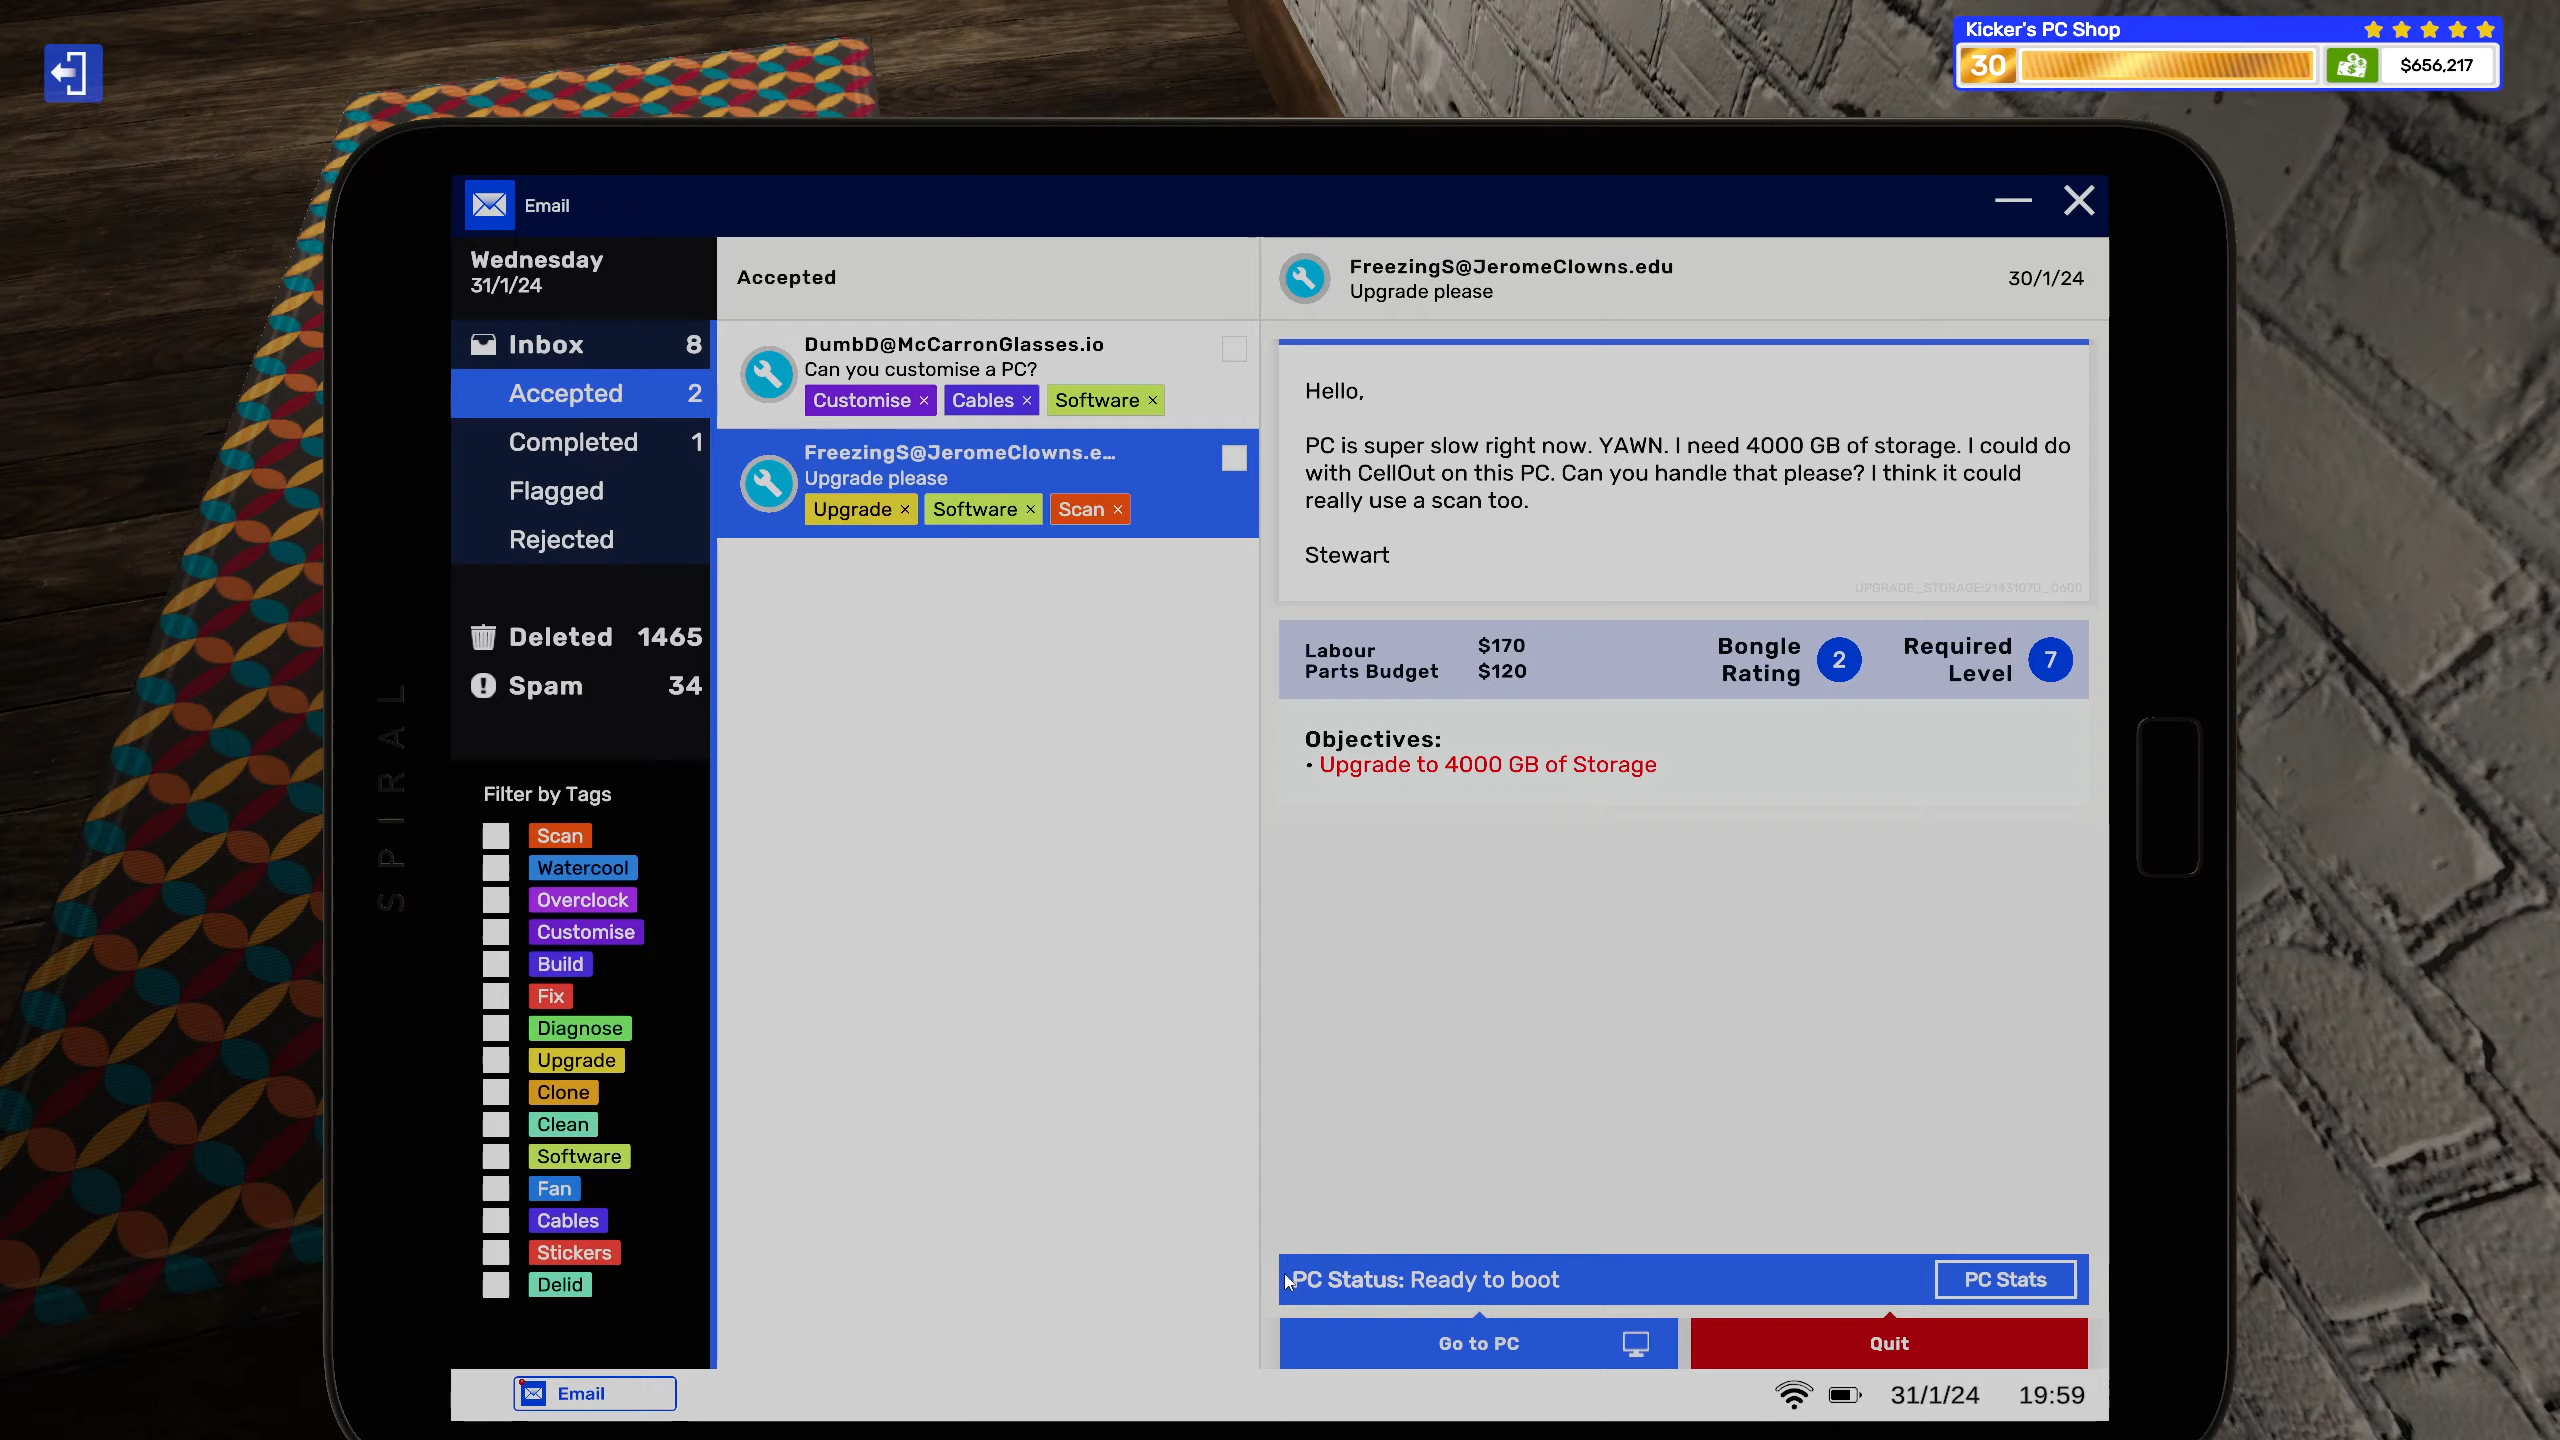 Kicker's PC Shop
30
$656,217
Email
Wednesday
31/1/24
Inbox 8
Accepted 2
Completed 1
Flagged
Rejected
Deleted 1465
Spam 34
Filter by Tags
Scan
Watercool
Overclock
Customise
Build
Fix
Diagnose
Upgrade
Clone
Clean
Software
Fan
Cables
Stickers
Delid
Accepted
DumbD@McCarronGlasses.io
Can you customise a PC?
Customise × Cables × Software ×
FreezingS@JeromeClowns.e...
Upgrade please
Upgrade × Software × Scan ×
FreezingS@JeromeClowns.edu
Upgrade please
30/1/24
Hello,
PC is super slow right now. YAWN. I need 4000 GB of storage. I could do
with CellOut on this PC. Can you handle that please? I think it could
really use a scan too.
Stewart
UPGRADE_STORAGE:21431070_0600
Labour $170
Parts Budget $120
Bongle Rating 2
Required Level 7
Objectives:
• Upgrade to 4000 GB of Storage
PC Status: Ready to boot
PC Stats
Go to PC
Quit
Email
31/1/24 19:59
SPIRAL